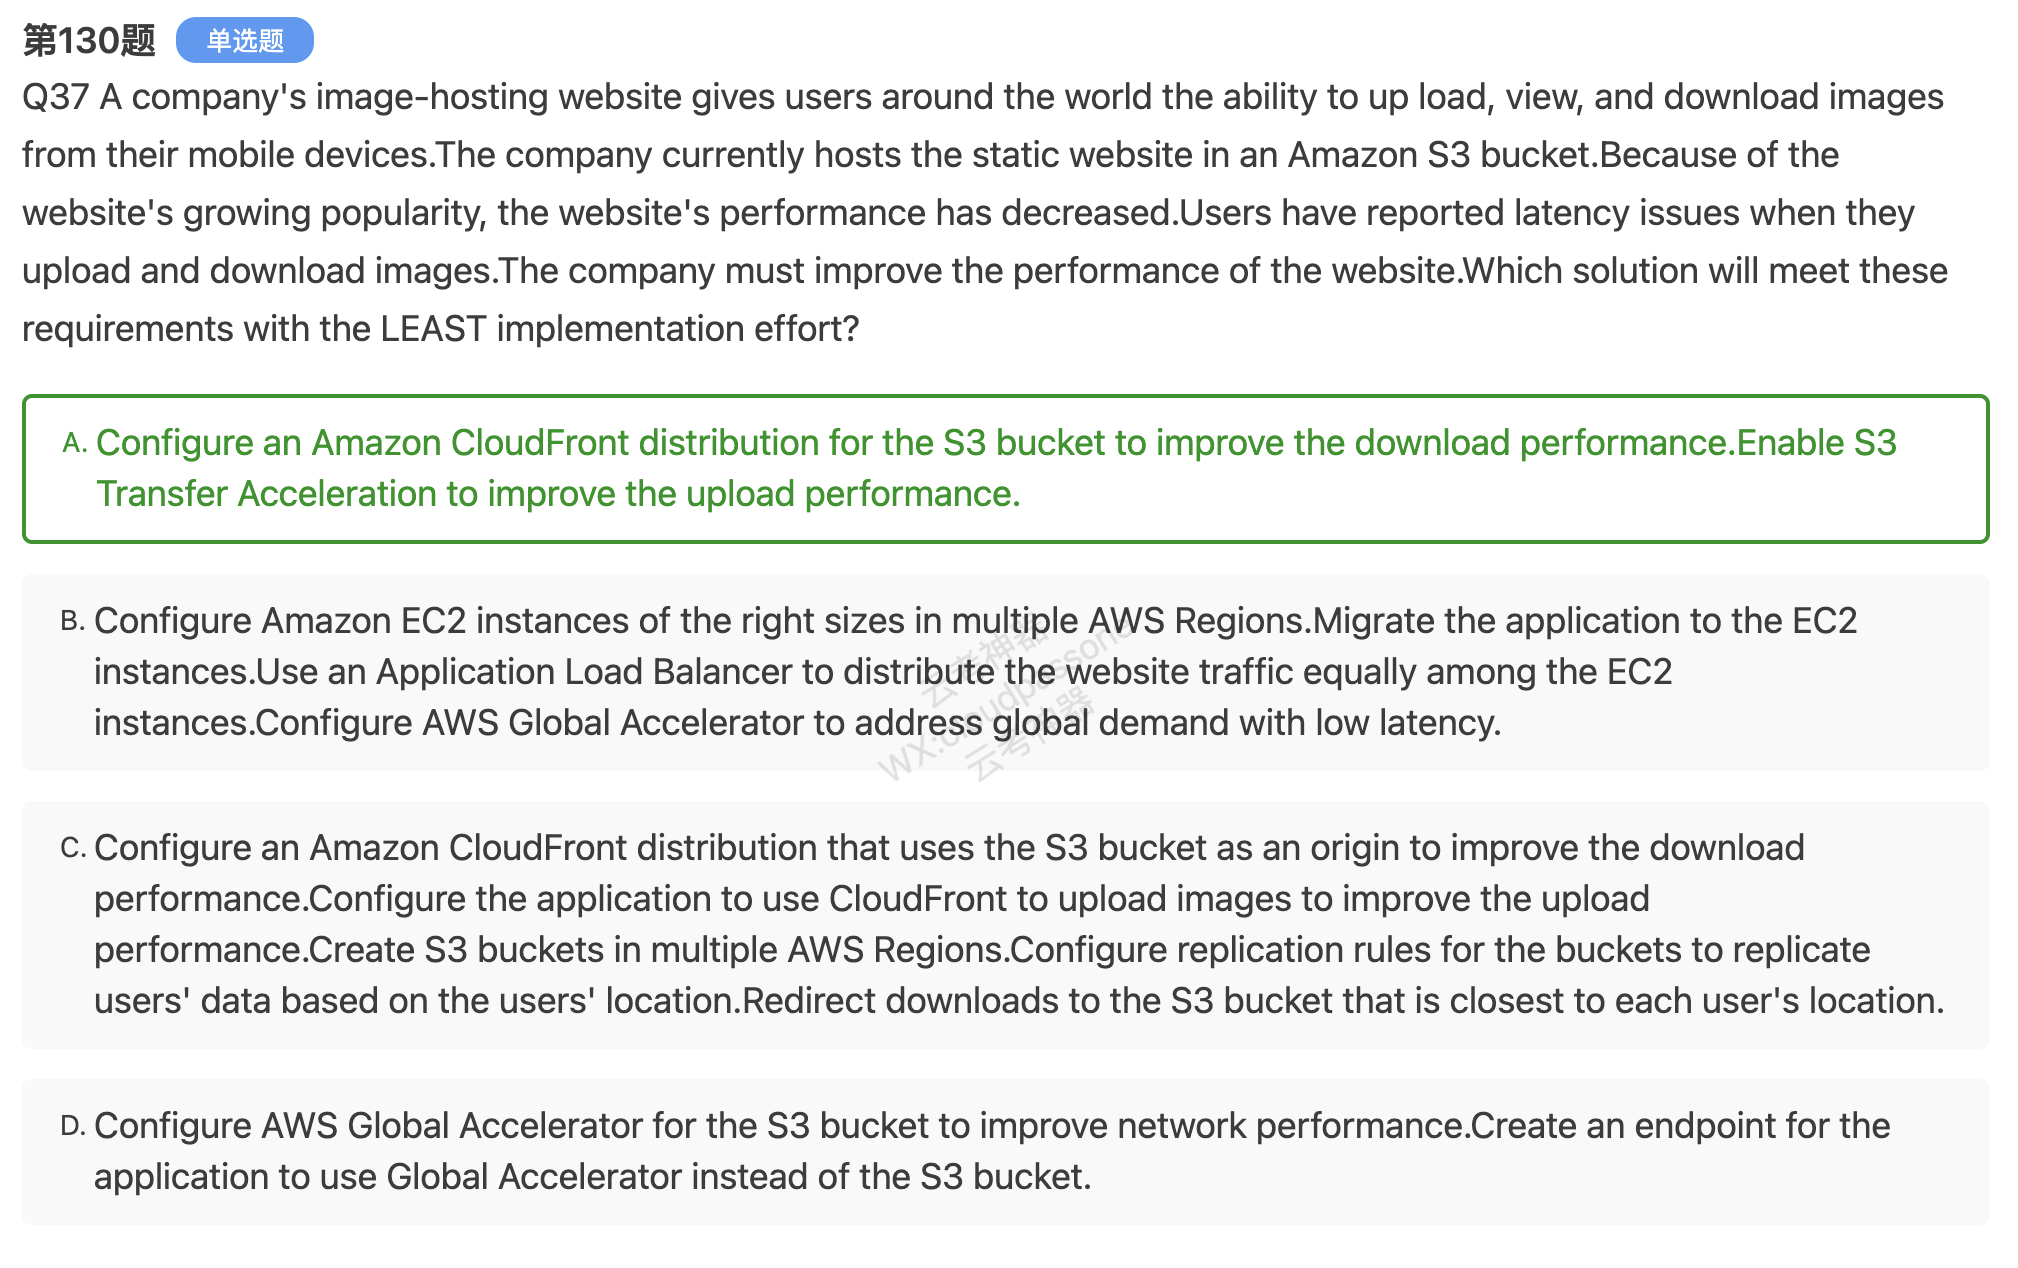 第130题 单选题
Q37 A company's image-hosting website gives users around the world the ability to up load, view, and download images
from their mobile devices.The company currently hosts the static website in an Amazon S3 bucket.Because of the
website's growing popularity, the website's performance has decreased.Users have reported latency issues when they
upload and download images.The company must improve the performance of the website.Which solution will meet these
requirements with the LEAST implementation effort?
A. Configure an Amazon CloudFront distribution for the S3 bucket to improve the download performance.Enable S3
Transfer Acceleration to improve the upload performance.
B. Configure Amazon EC2 instances of the right sizes in multiple AWS Regions.Migrate the application to the EC2
instances.Use an Application Load Balancer to distribute the website traffic equally among the EC2
instances.Configure AWS Global Accelerator to address global demand with low latency.
云考神器
WX:cloudpassone
云考神器
C. Configure an Amazon CloudFront distribution that uses the S3 bucket as an origin to improve the download
performance.Configure the application to use CloudFront to upload images to improve the upload
performance.Create S3 buckets in multiple AWS Regions.Configure replication rules for the buckets to replicate
users' data based on the users' location.Redirect downloads to the S3 bucket that is closest to each user's location.
D. Configure AWS Global Accelerator for the S3 bucket to improve network performance.Create an endpoint for the
application to use Global Accelerator instead of the S3 bucket.